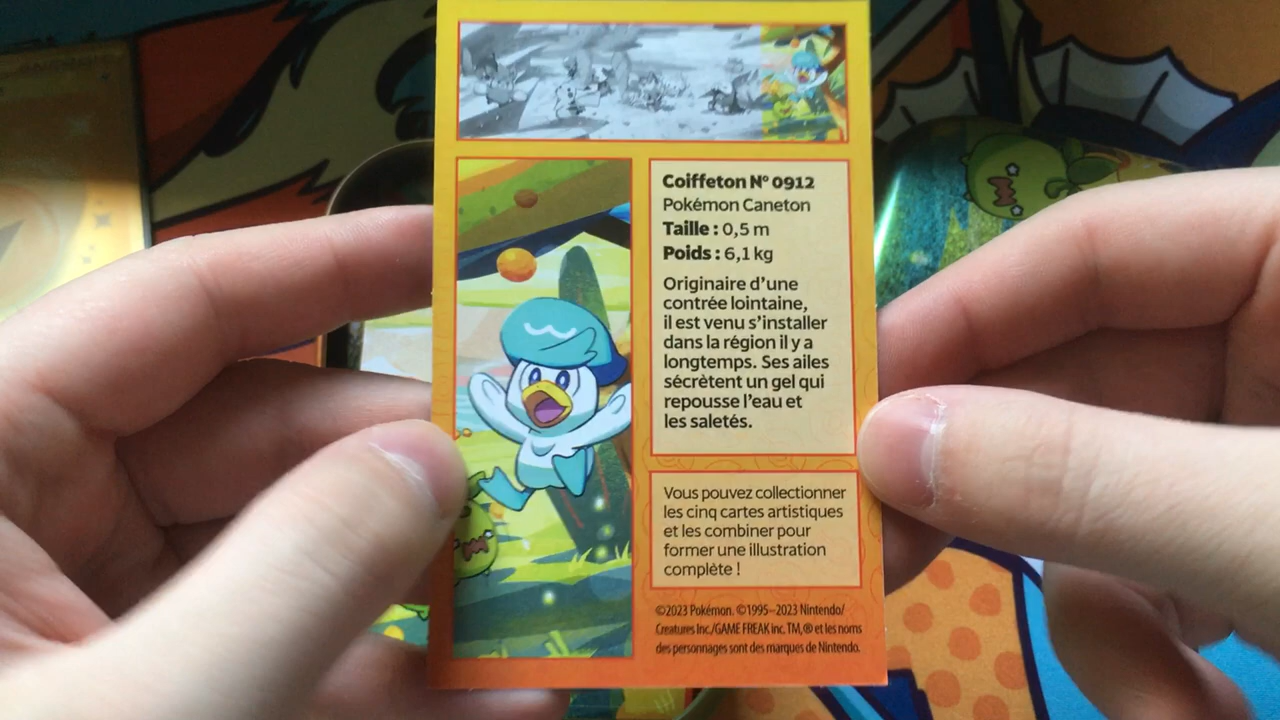 Coiffeton Nº 0912
Pokémon Caneton
Taille : 0,5 m
Poids : 6,1 kg
Originaire d'une
contrée lointaine,
il est venu s'installer
dans la région il y a
longtemps. Ses ailes
sécrètent un gel qui
repousse l'eau et
les saletés.
Vous pouvez collectionner
les cinq cartes artistiques
et les combiner pour
former une illustration
complète !
©2023 Pokémon. ©1995–2023 Nintendo/
Creatures Inc./GAME FREAK inc. TM,® et les noms
des personnages sont des marques de Nintendo.